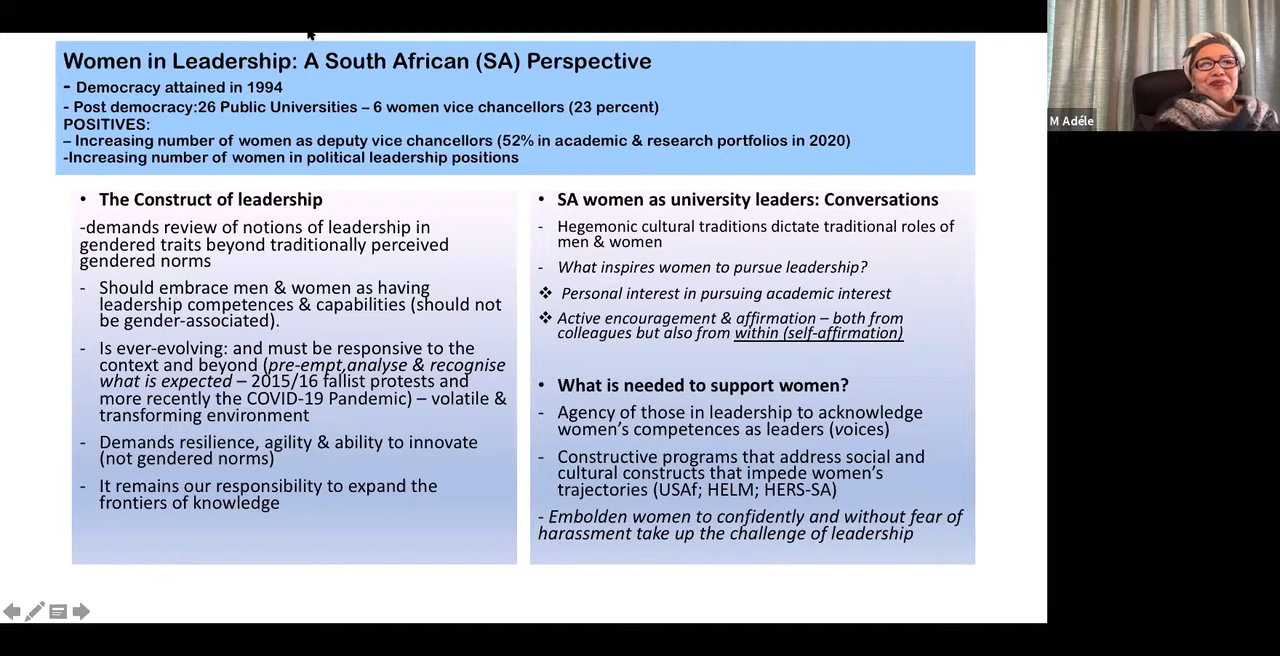 Women in Leadership: A South African (SA) Perspective
- Democracy attained in 1994
- Post democracy:26 Public Universities – 6 women vice chancellors (23 percent)
POSITIVES:
– Increasing number of women as deputy vice chancellors (52% in academic & research portfolios in 2020)
-Increasing number of women in political leadership positions
• The Construct of leadership
-demands review of notions of leadership in
gendered traits beyond traditionally perceived
gendered norms
- Should embrace men & women as having
leadership competences & capabilities (should not
be gender-associated).
- Is ever-evolving: and must be responsive to the
context and beyond (pre-empt,analyse & recognise
what is expected – 2015/16 fallist protests and
more recently the COVID-19 Pandemic) – volatile &
transforming environment
- Demands resilience, agility & ability to innovate
(not gendered norms)
- It remains our responsibility to expand the
frontiers of knowledge
• SA women as university leaders: Conversations
- Hegemonic cultural traditions dictate traditional roles of
men & women
- What inspires women to pursue leadership?
❖ Personal interest in pursuing academic interest
❖ Active encouragement & affirmation – both from
colleagues but also from within (self-affirmation)
• What is needed to support women?
- Agency of those in leadership to acknowledge
women's competences as leaders (voices)
- Constructive programs that address social and
cultural constructs that impede women's
trajectories (USAf; HELM; HERS-SA)
- Embolden women to confidently and without fear of
harassment take up the challenge of leadership
M Adéle